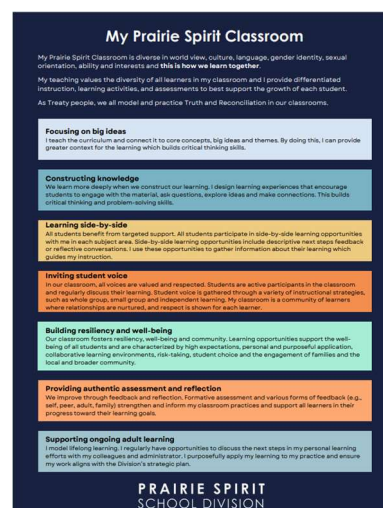 My Prairie Spirit Classroom
My Prairie Spirit Classroom is diverse in world view, culture, language, gender identity, sexual
orientation, ability and interests and this is how we learn together.
My teaching values the diversity of all learners in my classroom and I provide differentiated
instruction, learning activities, and assessments to best support the growth of each student.
As Treaty people, we all model and practice Truth and Reconciliation in our classrooms.
Focusing on big ideas
I teach the curriculum and connect it to core concepts, big ideas and themes. By doing this, I can provide
greater context for the learning which builds critical thinking skills.
Constructing knowledge
We learn more deeply when we construct our learning. I design learning experiences that encourage
students to engage with the material, ask questions, explore ideas and make connections. This builds
critical thinking and problem-solving skills.
Learning side-by-side
All students benefit from targeted support. All students participate in side-by-side learning opportunities
with me in each subject area. Side-by-side learning opportunities include descriptive next steps feedback
or reflective conversations. I use these opportunities to gather information about their learning which
guides my instruction.
Inviting student voice
In our classroom, all voices are valued and respected. Students are active participants in the classroom
and regularly discuss their learning. Student voice is gathered through a variety of instructional strategies,
such as whole group, small group and independent learning. My classroom is a community of learners
where relationships are nurtured, and respect is shown for each learner.
Building resiliency and well-being
Our classroom fosters resiliency, well-being and community. Learning opportunities support the well-
being of all students and are characterized by high expectations, personal and purposeful application,
collaborative learning environments, risk-taking, student choice and the engagement of families and the
local and broader community.
Providing authentic assessment and reflection
We improve through feedback and reflection. Formative assessment and various forms of feedback (e.g.,
self, peer, adult, family) strengthen and inform my classroom practices and support all learners in their
progress toward their learning goals.
Supporting ongoing adult learning
I model lifelong learning. I regularly have opportunities to discuss the next steps in my personal learning
efforts with my colleagues and administrator. I purposefully apply my learning to my practice and ensure
my work aligns with the Division's strategic plan.
PRAIRIE SPIRIT
SCHOOL DIVISION